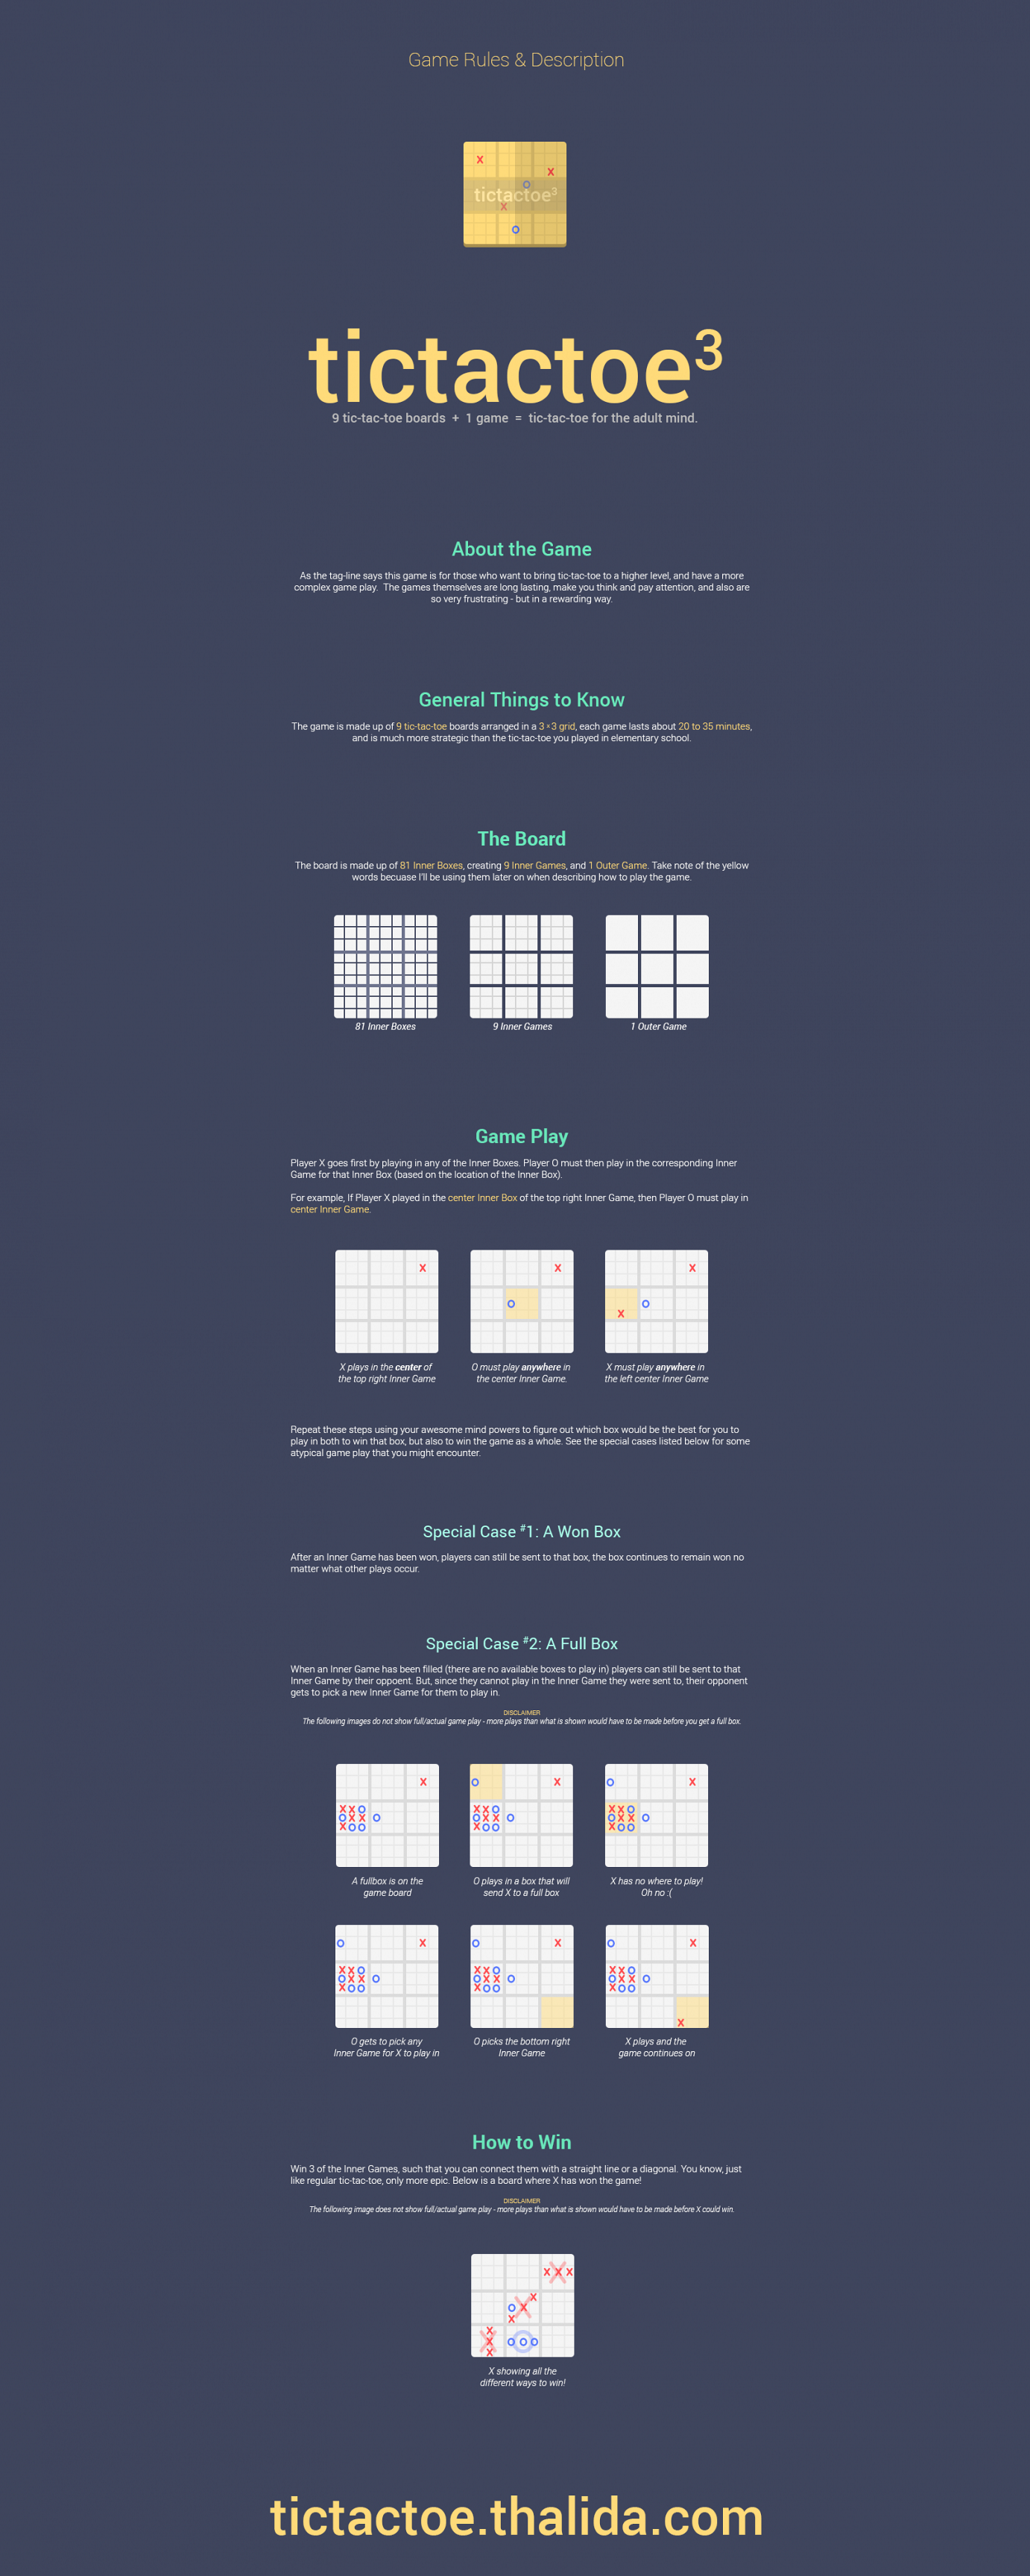 Game Rules & Description
tictactoe³
tictactoe³
9 tic-tac-toe boards + 1 game = tic-tac-toe for the adult mind.
About the Game
As the tag-line says this game is for those who want to bring tic-tac-toe to a higher level, and have a more
complex game play. The games themselves are long lasting, make you think and pay attention, and also are
so very frustrating - but in a rewarding way.
General Things to Know
The game is made up of 9 tic-tac-toe boards arranged in a 3 x 3 grid, each game lasts about 20 to 35 minutes,
and is much more strategic than the tic-tac-toe you played in elementary school.
The Board
The board is made up of 81 Inner Boxes, creating 9 Inner Games, and 1 Outer Game. Take note of the yellow
words becuase I'll be using them later on when describing how to play the game.
81 Inner Boxes
9 Inner Games
1 Outer Game
Game Play
Player X goes first by playing in any of the Inner Boxes. Player O must then play in the corresponding Inner
Game for that Inner Box (based on the location of the Inner Box).
For example, If Player X played in the center Inner Box of the top right Inner Game, then Player O must play in
center Inner Game.
X plays in the center of
the top right Inner Game
O must play anywhere in
the center Inner Game.
X must play anywhere in
the left center Inner Game
Repeat these steps using your awesome mind powers to figure out which box would be the best for you to
play in both to win that box, but also to win the game as a whole. See the special cases listed below for some
atypical game play that you might encounter.
Special Case #1: A Won Box
After an Inner Game has been won, players can still be sent to that box, the box continues to remain won no
matter what other plays occur.
Special Case #2: A Full Box
When an Inner Game has been filled (there are no available boxes to play in) players can still be sent to that
Inner Game by their oppoent. But, since they cannot play in the Inner Game they were sent to, their opponent
gets to pick a new Inner Game for them to play in.
DISCLAIMER
The following images do not show full/actual game play - more plays than what is shown would have to be made before you get a full box.
A fullbox is on the
game board
O plays in a box that will
send X to a full box
X has no where to play!
Oh no :(
O gets to pick any
Inner Game for X to play in
O picks the bottom right
Inner Game
X plays and the
game continues on
How to Win
Win 3 of the Inner Games, such that you can connect them with a straight line or a diagonal. You know, just
like regular tic-tac-toe, only more epic. Below is a board where X has won the game!
DISCLAIMER
The following image does not show full/actual game play - more plays than what is shown would have to be made before X could win.
X showing all the
different ways to win!
tictactoe.thalida.com